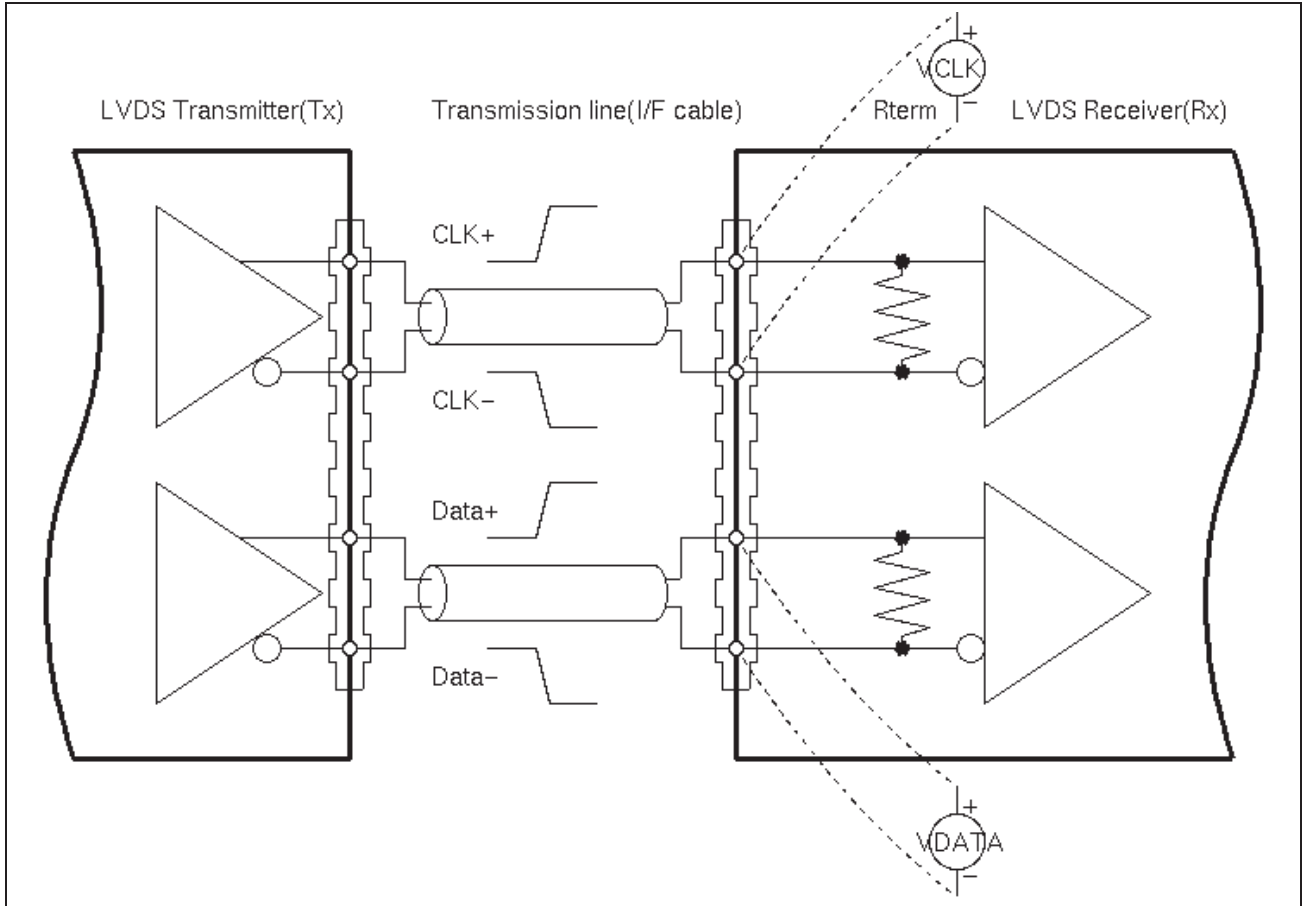 +
VCLK
−
LVDS Transmitter(Tx)
Transmission line(I/F cable)
Rterm
LVDS Receiver(Rx)
CLK+
CLK−
Data+
Data−
+
VDATA
−